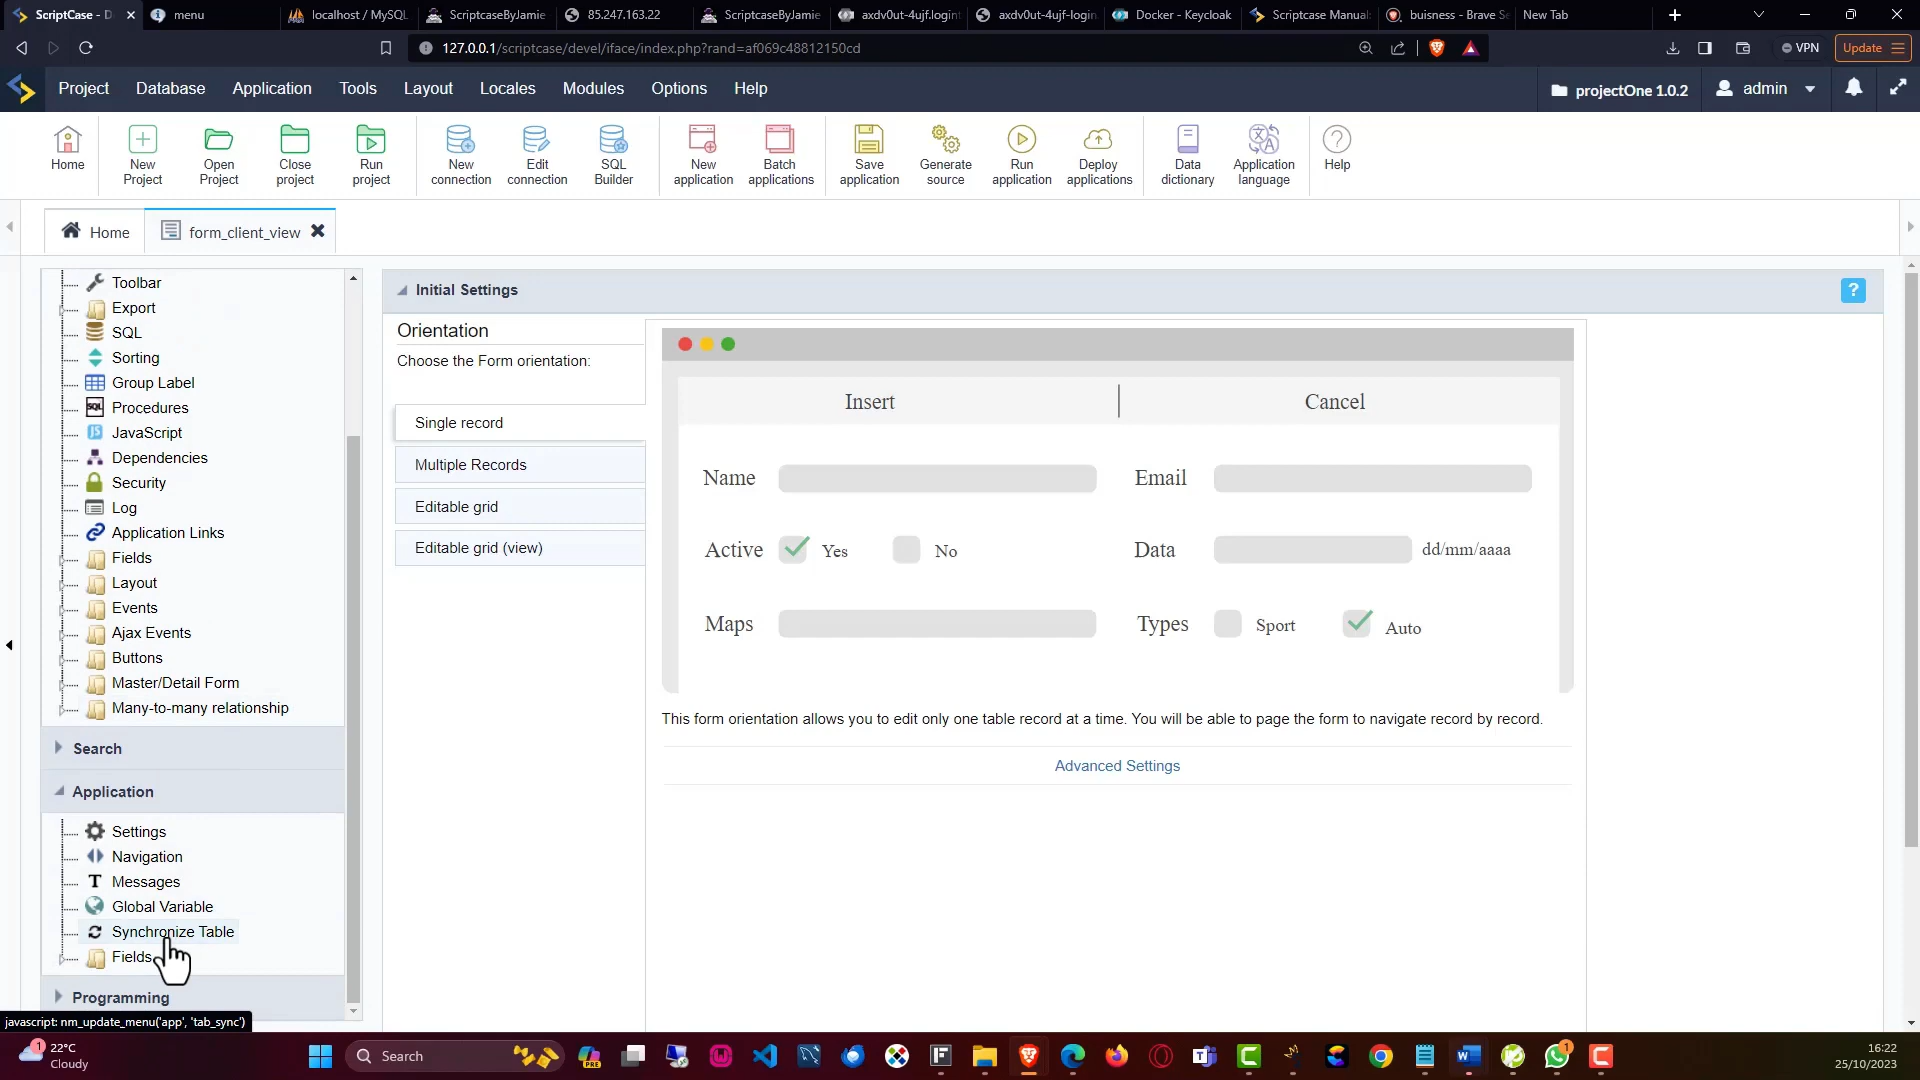 ScriptCase - D
menu
localhost / MySQL
ScriptcaseByJamie
85.247.163.22
ScriptcaseByJamie
axdv0ut-4ujf.logint
axdv0ut-4ujf-login.
Docker - Keycloak
Scriptcase Manual:
buisness - Brave Se
New Tab
127.0.0.1/scriptcase/devel/iface/index.php?rand=af069c48812150cd
VPN
Update
Project
Database
Application
Tools
Layout
Locales
Modules
Options
Help
projectOne 1.0.2
admin
Home
New Project
Open Project
Close project
Run project
New connection
Edit connection
SQL Builder
New application
Batch applications
Save application
Generate source
Run application
Deploy applications
Data dictionary
Application language
Help
Home
form_client_view
Toolbar
Export
SQL
Sorting
Group Label
Procedures
JavaScript
Dependencies
Security
Log
Application Links
Fields
Layout
Events
Ajax Events
Buttons
Master/Detail Form
Many-to-many relationship
Search
Application
Settings
Navigation
Messages
Global Variable
Synchronize Table
Fields
Programming
javascript: nm_update_menu('app', 'tab_sync')
Initial Settings
?
Orientation
Choose the Form orientation:
Single record
Multiple Records
Editable grid
Editable grid (view)
Insert
Cancel
Name
Email
Active
Yes
No
Data
dd/mm/aaaa
Maps
Types
Sport
Auto
This form orientation allows you to edit only one table record at a time. You will be able to page the form to navigate record by record.
Advanced Settings
1
22°C
Cloudy
Search
PRE
1
16:22
25/10/2023